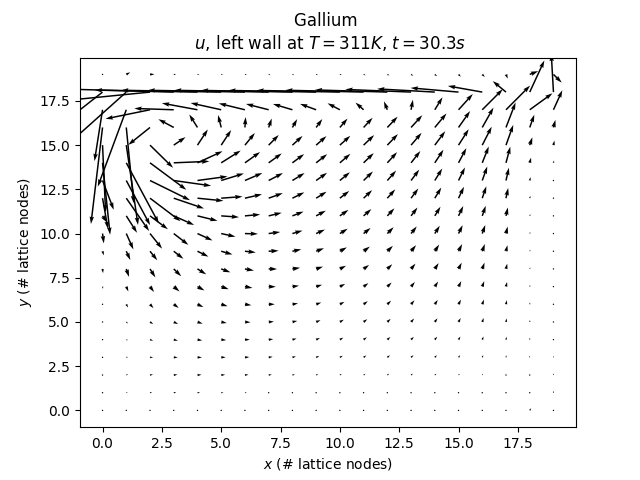 Gallium
u, left wall at T = 311K, t = 30.3s
17.5
15.0
12.5
10.0
7.5
5.0
2.5
0.0
y (# lattice nodes)
0.0 2.5 5.0 7.5 10.0 12.5 15.0 17.5
x (# lattice nodes)